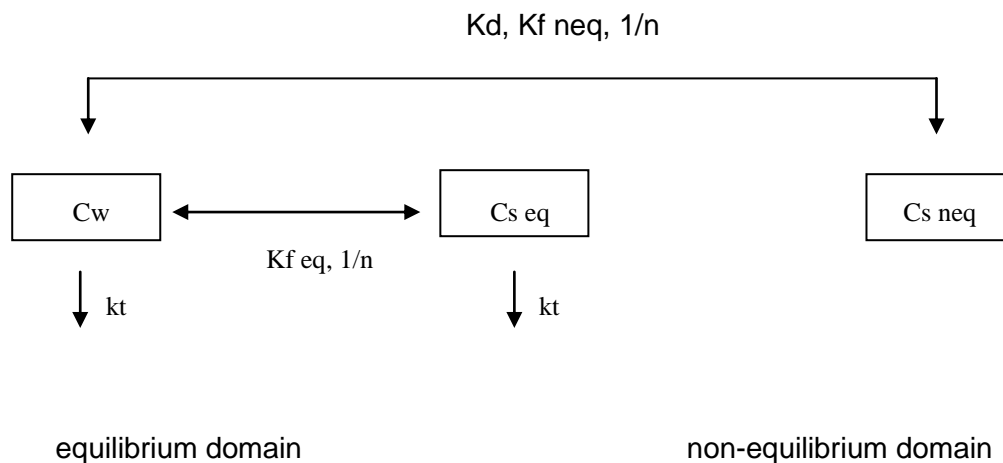 Kd, Kf neq, 1/n
Cw
Cs eq
Cs neq
Kf eq, 1/n
kt
kt
equilibrium domain
non-equilibrium domain